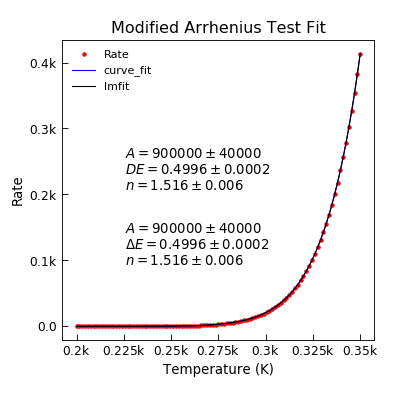 Modified Arrhenius Test Fit
Rate
curve_fit
lmfit
A = 900000 ± 40000
DE = 0.4996 ± 0.0002
n = 1.516 ± 0.006
A = 900000 ± 40000
ΔE = 0.4996 ± 0.0002
n = 1.516 ± 0.006
0.4k
0.3k
0.2k
0.1k
0.0
Rate
0.2k 0.225k 0.25k 0.275k 0.3k 0.325k 0.35k
Temperature (K)